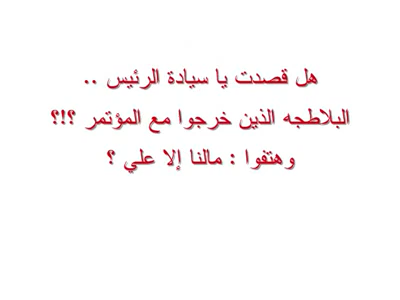 هل قصدت يا سيادة الرئيس ..
البلاطجه الذين خرجوا مع المؤتمر ؟!؟
وهتفوا : مالنا إلا علي ؟